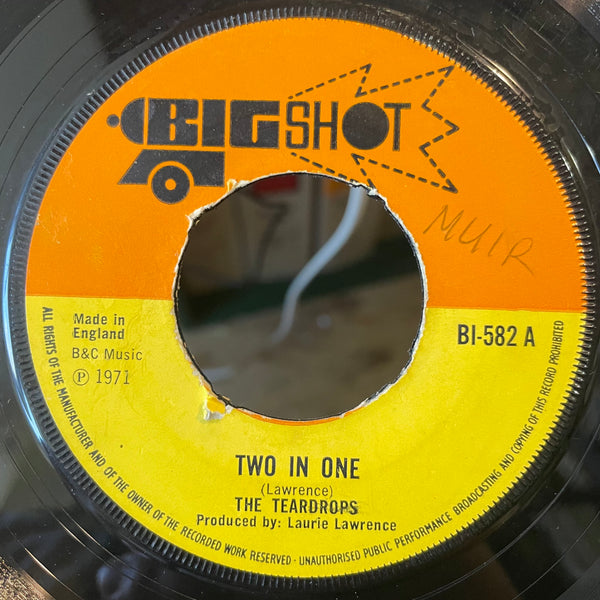 BIG SHOT
MUIR
Made in
England
B&C Music
Ⓟ 1971
BI-582 A
TWO IN ONE
(Lawrence)
THE TEARDROPS
Produced by: Laurie Lawrence
ALL RIGHTS OF THE MANUFACTURER AND OF THE OWNER OF THE RECORDED WORK RESERVED · UNAUTHORISED PUBLIC PERFORMANCE BROADCASTING AND COPYING OF THIS RECORD PROHIBITED